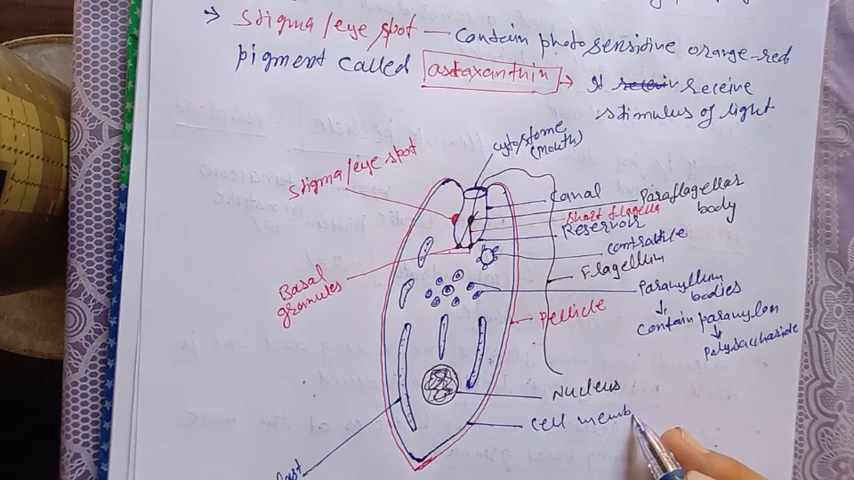 → Stigma/eye spot — contain photosensitive orange-red
pigment called astaxanthin → It receive
stimulus of light
cytostome
(mouth)
Stigma/eye spot
canal
Paraflagellar
body
Short flagella
Reservoir
contractile
Flagellum
Basal
granules
Paramyllum
bodies
↓
contain paramylon
↓
Polysaccharide
Pellicle
Nucleus
cell memb